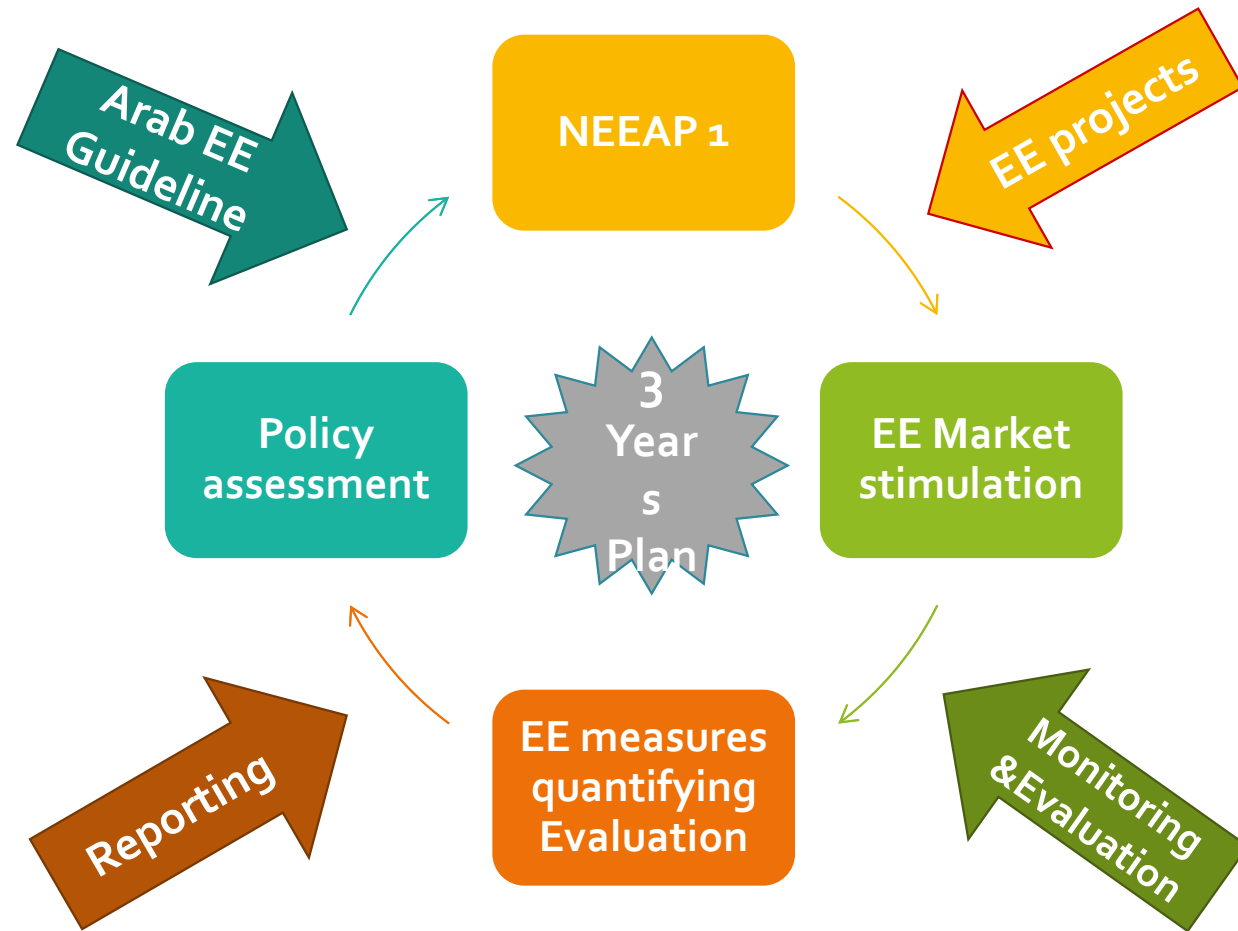 Arab EE
Guideline
NEEAP 1
EE projects
Policy
assessment
3
Year
s
Plan
EE Market
stimulation
Reporting
EE measures
quantifying
Evaluation
Monitoring
&Evaluation